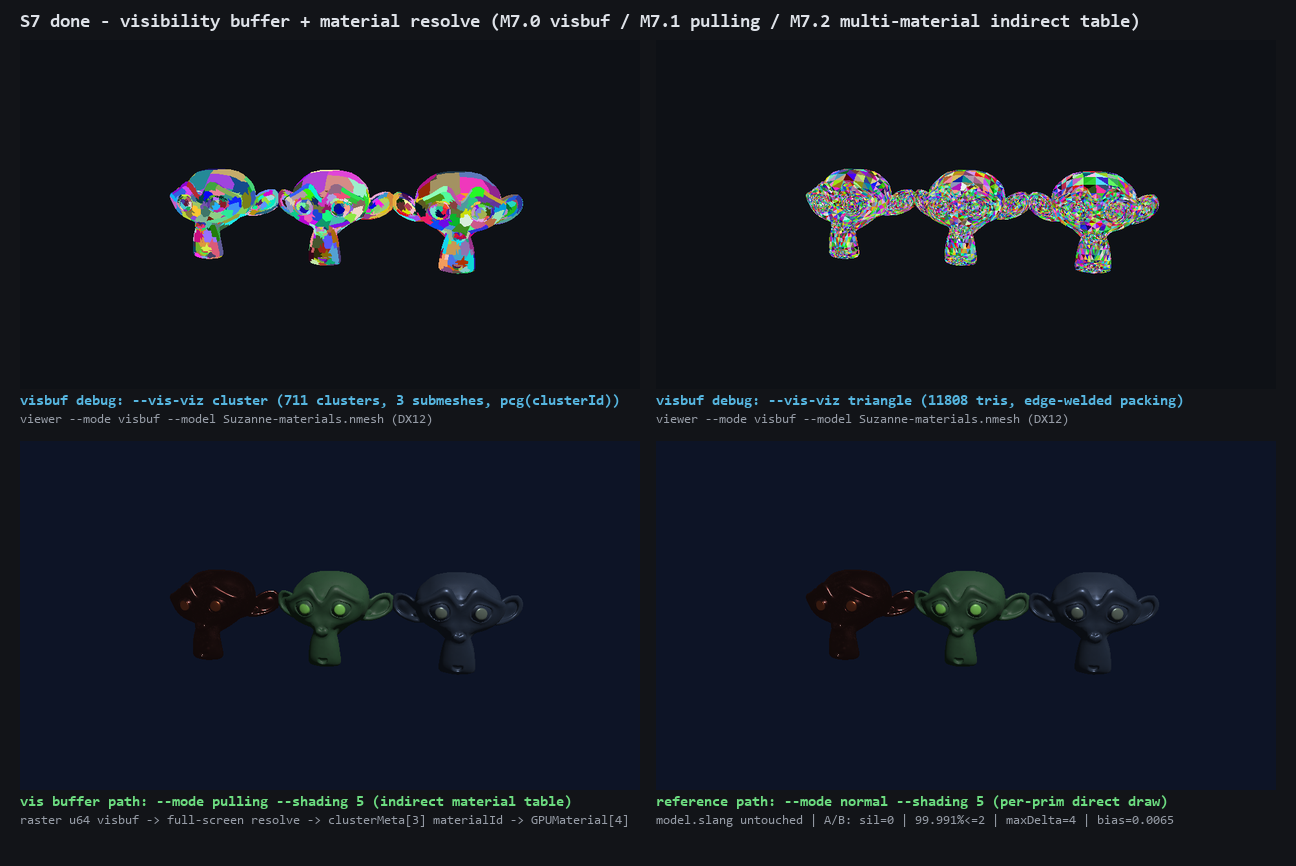 S7 done - visibility buffer + material resolve (M7.0 visbuf / M7.1 pulling / M7.2 multi-material indirect table)
visbuf debug: --vis-viz cluster (711 clusters, 3 submeshes, pcg(clusterId))
viewer --mode visbuf --model Suzanne-materials.nmesh (DX12)
visbuf debug: --vis-viz triangle (11808 tris, edge-welded packing)
viewer --mode visbuf --model Suzanne-materials.nmesh (DX12)
vis buffer path: --mode pulling --shading 5 (indirect material table)
raster u64 visbuf -> full-screen resolve -> clusterMeta[3] materialId -> GPUMaterial[4]
reference path: --mode normal --shading 5 (per-prim direct draw)
model.slang untouched | A/B: sil=0 | 99.991%<=2 | maxDelta=4 | bias=0.0065